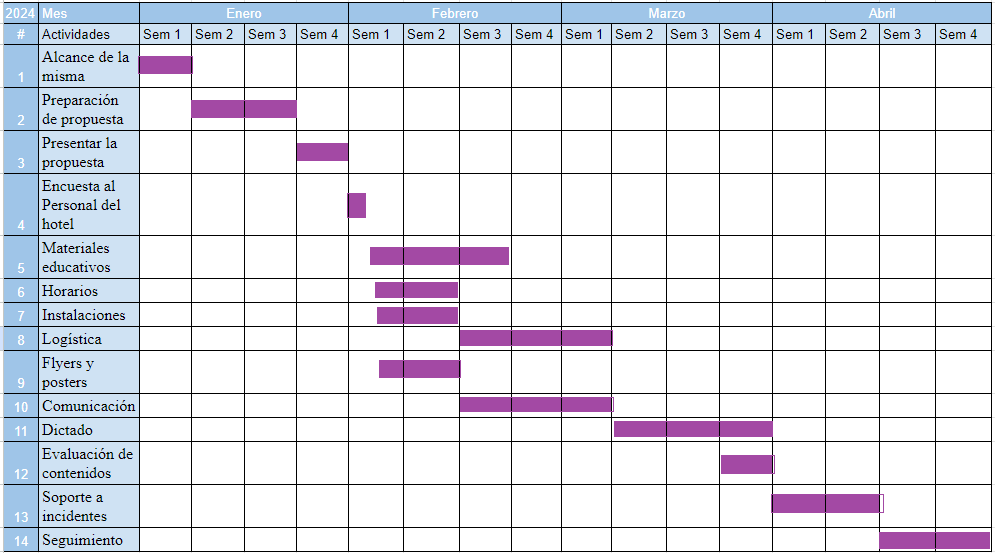 2024 Mes Enero Febrero Marzo Abril
# Actividades Sem 1 Sem 2 Sem 3 Sem 4 Sem 1 Sem 2 Sem 3 Sem 4 Sem 1 Sem 2 Sem 3 Sem 4 Sem 1 Sem 2 Sem 3 Sem 4
1 Alcance de la
misma
2 Preparación
de propuesta
3 Presentar la
propuesta
4 Encuesta al
Personal del
hotel
5 Materiales
educativos
6 Horarios
7 Instalaciones
8 Logística
9 Flyers y
posters
10 Comunicación
11 Dictado
12 Evaluación de
contenidos
13 Soporte a
incidentes
14 Seguimiento